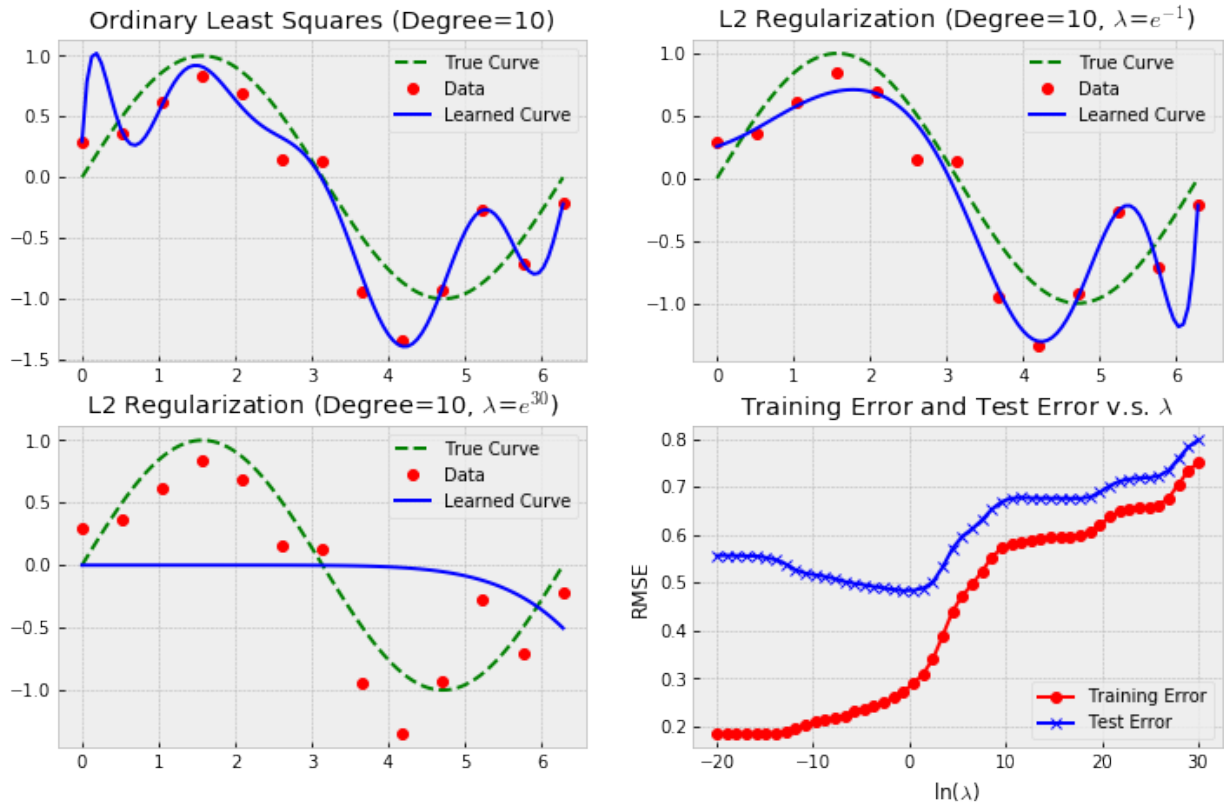 Ordinary Least Squares (Degree=10)
True Curve
Data
Learned Curve
1.0
0.5
0.0
−0.5
−1.0
−1.5
0 1 2 3 4 5 6
L2 Regularization (Degree=10, λ=e⁻¹)
True Curve
Data
Learned Curve
1.0
0.5
0.0
−0.5
−1.0
0 1 2 3 4 5 6
L2 Regularization (Degree=10, λ=e³⁰)
True Curve
Data
Learned Curve
1.0
0.5
0.0
−0.5
−1.0
0 1 2 3 4 5 6
Training Error and Test Error v.s. λ
RMSE
0.8
0.7
0.6
0.5
0.4
0.3
0.2
Training Error
Test Error
−20 −10 0 10 20 30
ln(λ)